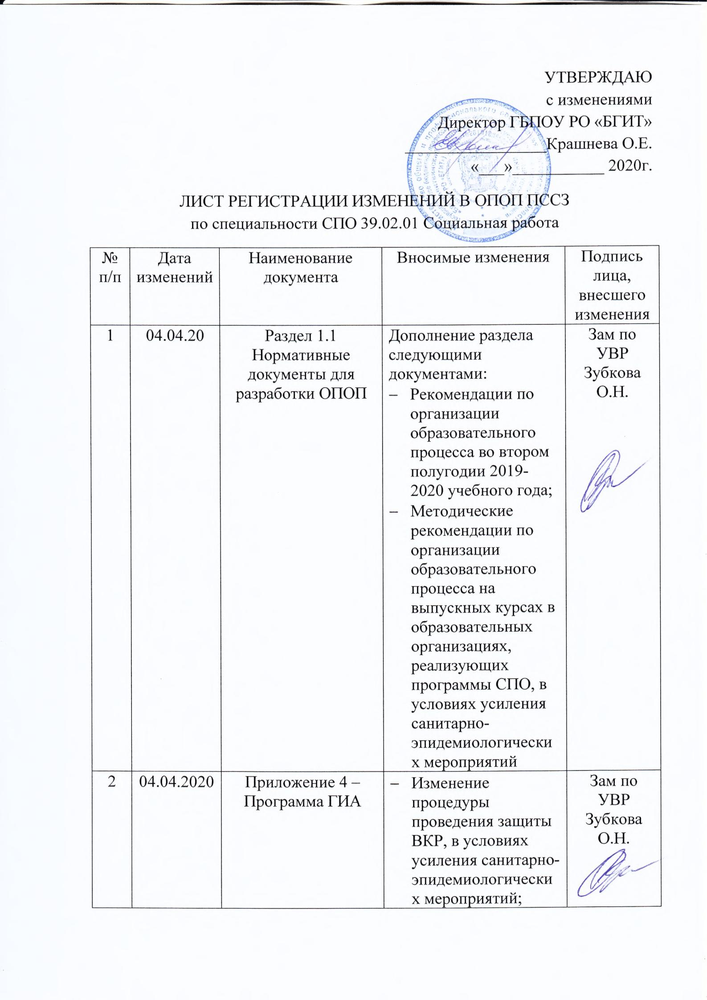 УТВЕРЖДАЮ
с изменениями
Директор ГБПОУ РО «БГИТ»
Крашнева О.Е.
«___»___________ 2020г.
ЛИСТ РЕГИСТРАЦИИ ИЗМЕНЕНИЙ В ОПОП ПССЗ
по специальности СПО 39.02.01 Социальная работа
№
п/п
Дата
изменений
Наименование
документа
Вносимые изменения
Подпись
лица,
внесшего
изменения
1
04.04.20
Раздел 1.1
Нормативные
документы для
разработки ОПОП
Дополнение раздела
следующими
документами:
– Рекомендации по
организации
образовательного
процесса во втором
полугодии 2019-
2020 учебного года;
– Методические
рекомендации по
организации
образовательного
процесса на
выпускных курсах в
образовательных
организациях,
реализующих
программы СПО, в
условиях усиления
санитарно-
эпидемиологически
х мероприятий
Зам по
УВР
Зубкова
О.Н.
2
04.04.2020
Приложение 4 –
Программа ГИА
– Изменение
процедуры
проведения защиты
ВКР, в условиях
усиления санитарно-
эпидемиологически
х мероприятий;
Зам по
УВР
Зубкова
О.Н.